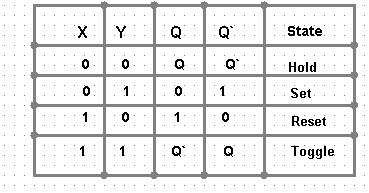 X Y Q Q` State
0 0 Q Q` Hold
0 1 0 1 Set
1 0 1 0 Reset
1 1 Q` Q Toggle